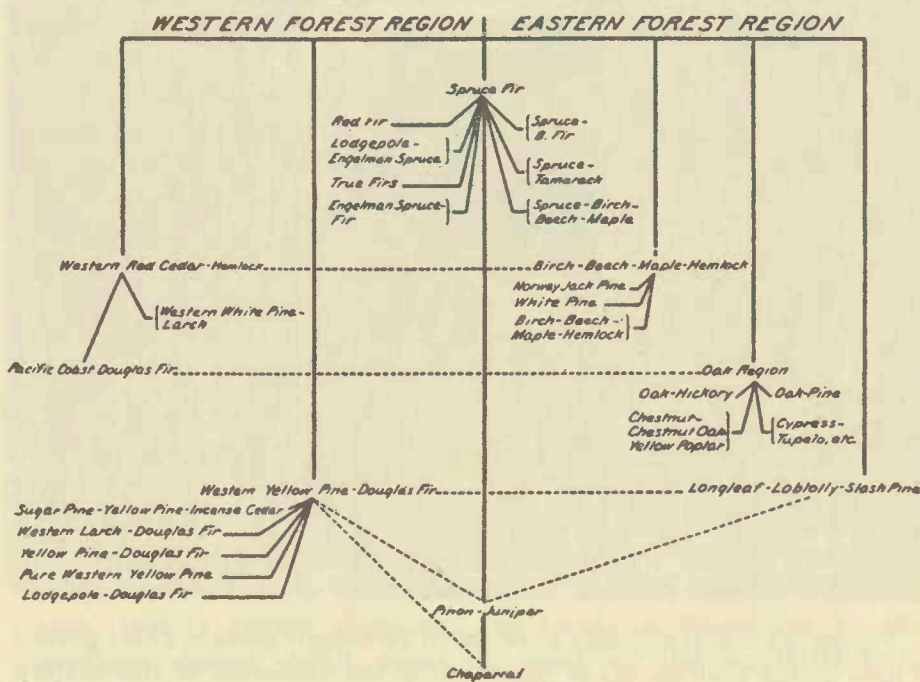 WESTERN FOREST REGION
EASTERN FOREST REGION
Spruce Fir
Red Fir
Lodgepole-
Engelman Spruce
True Firs
Engelman Spruce-
Fir
Spruce-
B. Fir
Spruce-
Tamarack
Spruce-Birch-
Beech-Maple
Western Red Cedar-Hemlock
Western White Pine-
Larch
Pacific Coast Douglas Fir
Birch-Beech-Maple-Hemlock
Norway Jack Pine
White Pine
Birch-Beech-
Maple-Hemlock
Oak Region
Oak-Hickory
Oak-Pine
Chestnut-
Chestnut Oak
Yellow Poplar
Cypress-
Tupelo, etc
Western Yellow Pine-Douglas Fir
Sugar Pine-Yellow Pine-Incense Cedar
Western Larch-Douglas Fir
Yellow Pine-Douglas Fir
Pure Western Yellow Pine
Lodgepole-Douglas Fir
Longleaf-Loblolly-Slash Pine
Pinon-Juniper
Chaparral